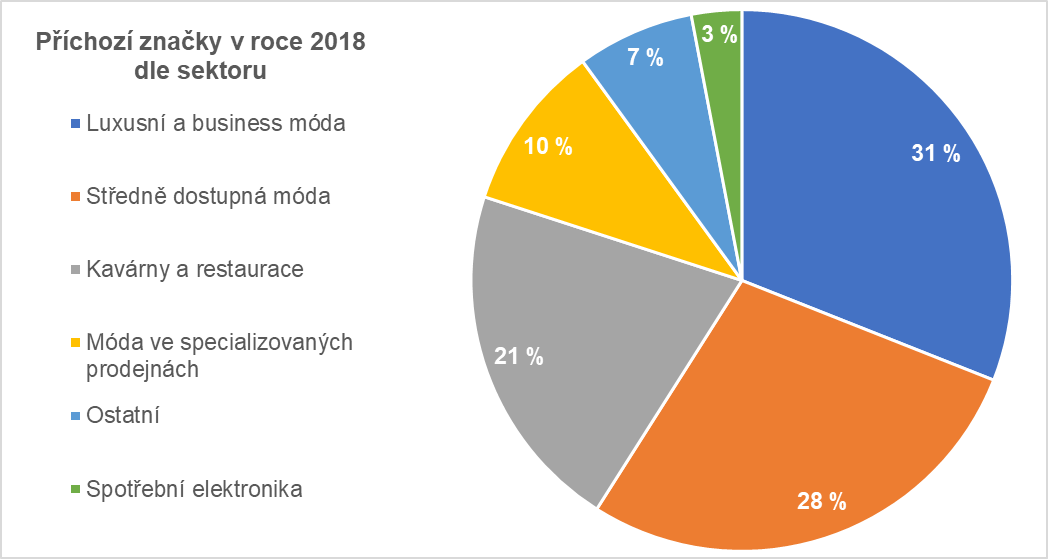 Příchozí značky v roce 2018
dle sektoru
Luxusní a business móda
Středně dostupná móda
Kavárny a restaurace
Móda ve specializovaných
prodejnách
Ostatní
Spotřební elektronika
3 %
7 %
10 %
31 %
21 %
28 %